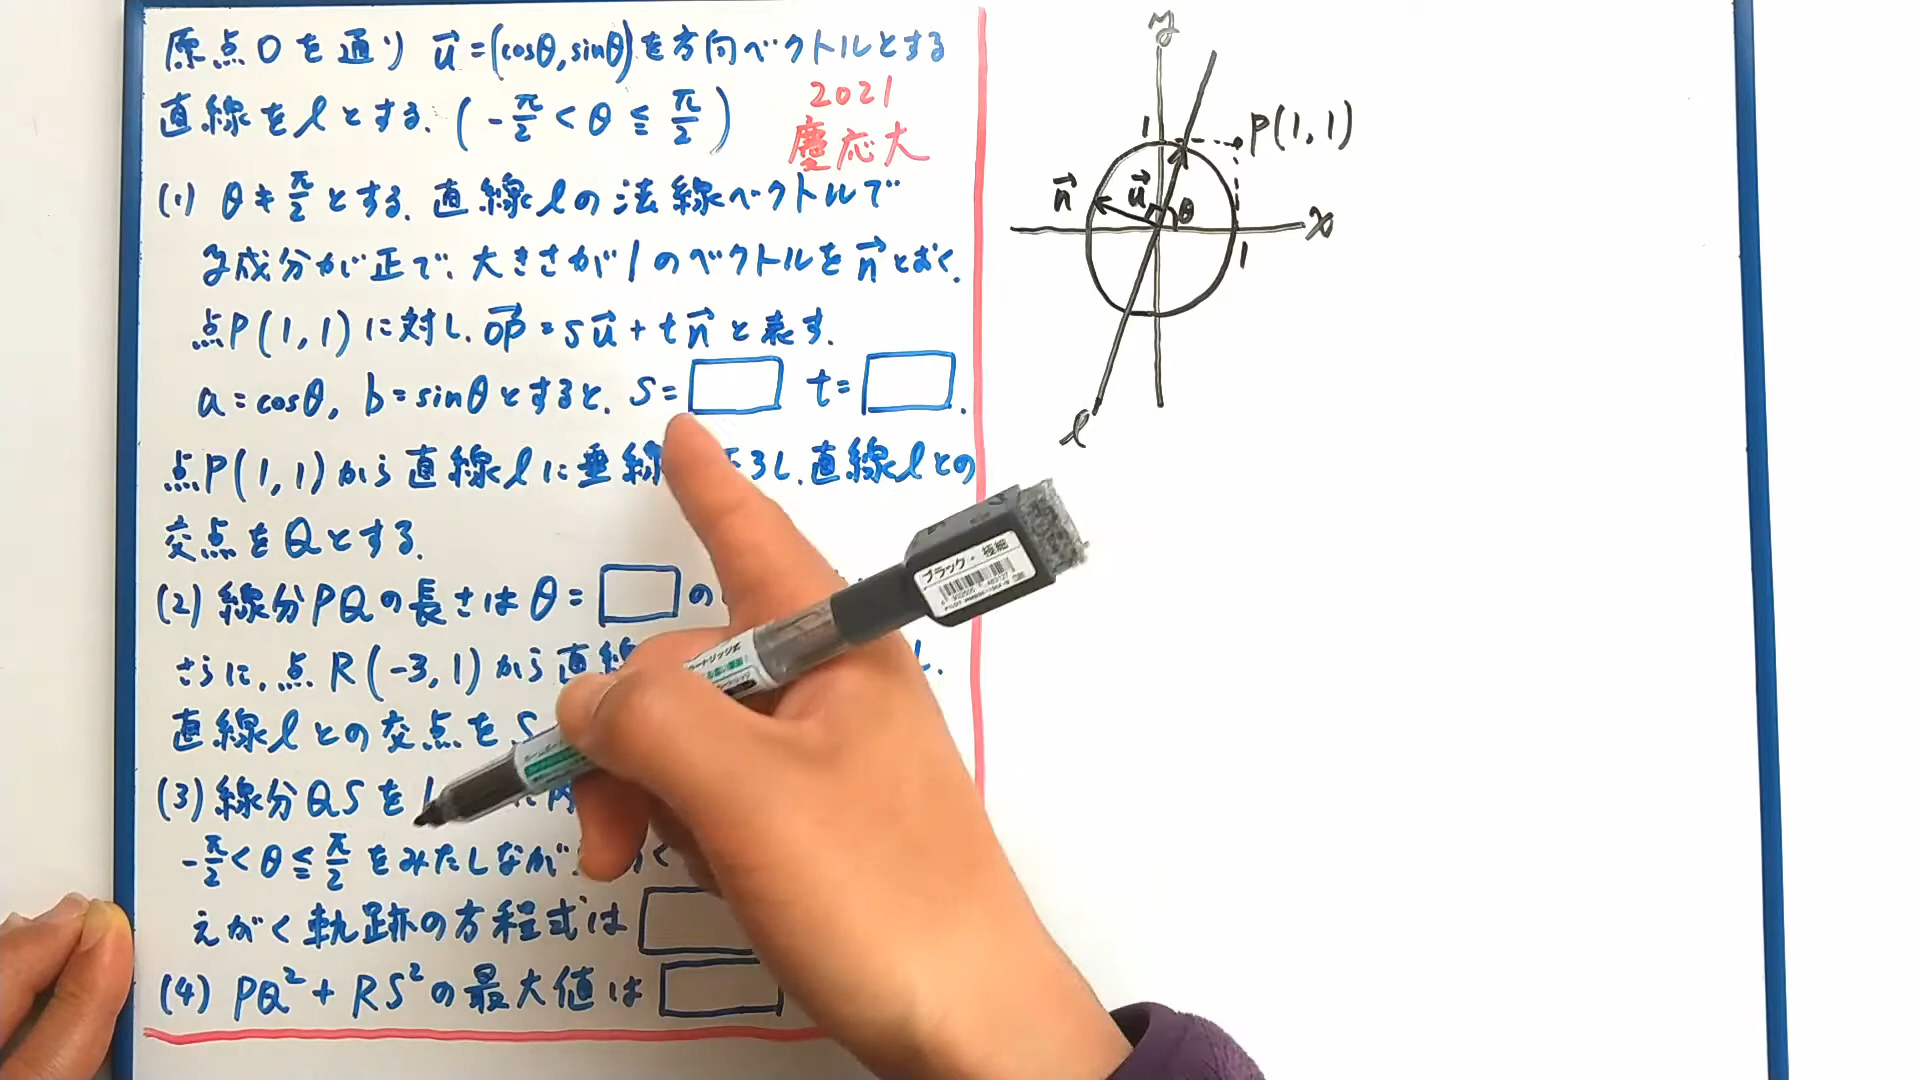 原点Oを通り u→=(cosθ,sinθ)を方向ベクトルとする
直線をlとする.(-π/2<θ≦π/2)
2021
慶応大
(1) θ≠π/2とする.直線lの法線ベクトルで
y成分が正で、大きさが1のベクトルをn→とおく.
点P(1,1)に対し.OP→=su→+tn→と表す.
a=cosθ, b=sinθとすると. s= t= .
点P(1,1)から直線lに垂線 下ろし.直線lとの
交点をQとする.
(2) 線分PQの長さはθ= の
さらに.点R(-3,1)から直線
直線lとの交点をS
(3) 線分QSを1 に
-π/2<θ≦π/2をみたしながら
えがく軌跡の方程式は
(4) PQ²+RS²の最大値は
y
1
P(1,1)
n→
u→
θ
x
1
l
ブラック・極細